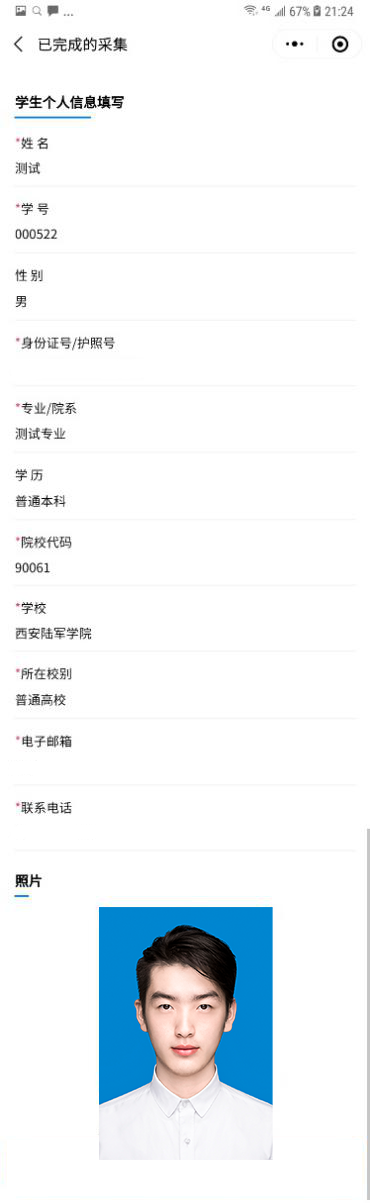 ... 4G 67% 21:24
已完成的采集
学生个人信息填写
*姓 名
测试
*学 号
000522
性 别
男
*身份证号/护照号
*专业/院系
测试专业
学 历
普通本科
*院校代码
90061
*学校
西安陆军学院
*所在校别
普通高校
*电子邮箱
*联系电话
照片